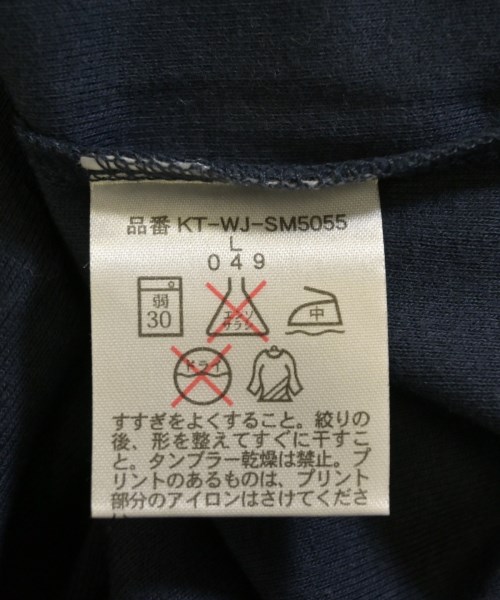 品番 KT-WJ-SM5055
L
049
弱
30
エンソ
サラシ
中
ドライ
すすぎをよくすること。絞りの
後、形を整えてすぐに干すこ
と。タンブラー乾燥は禁止。プ
リントのあるものは、プリント
部分のアイロンはさけてくださ